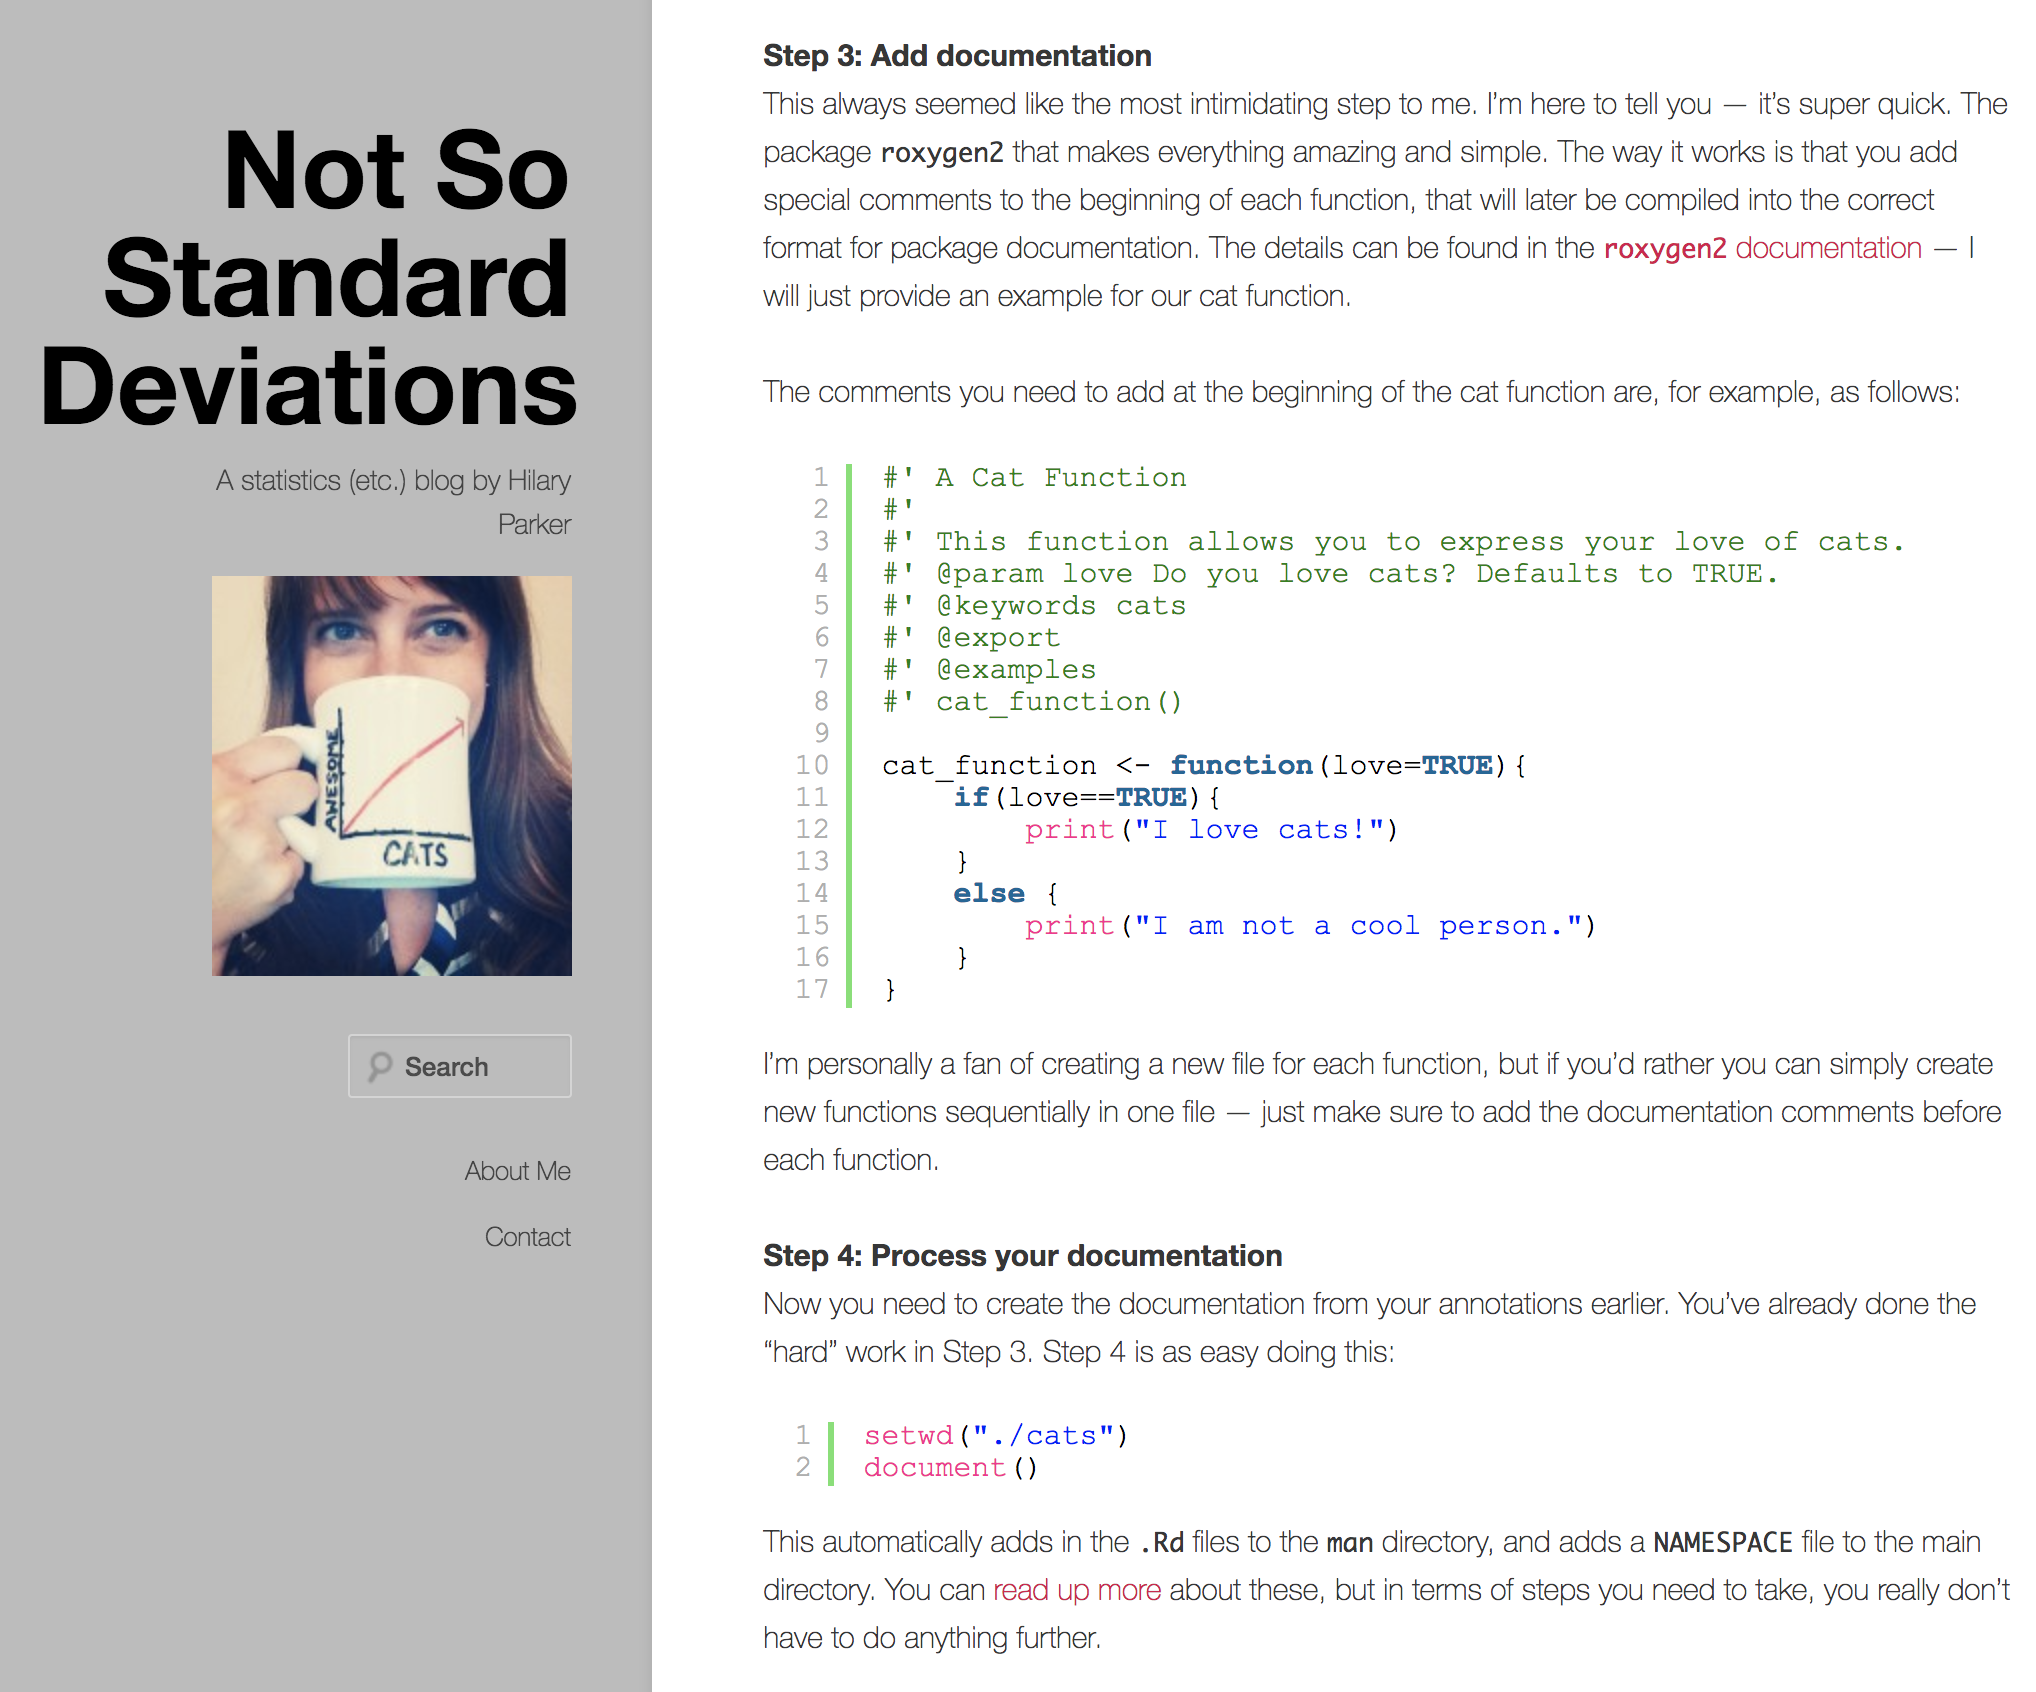 Not So
Standard
Deviations
A statistics (etc.) blog by Hilary
Parker
AWESOME
CATS
Search
About Me
Contact
Step 3: Add documentation
This always seemed like the most intimidating step to me. I’m here to tell you — it’s super quick. The
package roxygen2 that makes everything amazing and simple. The way it works is that you add
special comments to the beginning of each function, that will later be compiled into the correct
format for package documentation. The details can be found in the roxygen2 documentation — I
will just provide an example for our cat function.
The comments you need to add at the beginning of the cat function are, for example, as follows:
1 #' A Cat Function
2 #'
3 #' This function allows you to express your love of cats.
4 #' @param love Do you love cats? Defaults to TRUE.
5 #' @keywords cats
6 #' @export
7 #' @examples
8 #' cat_function()
9
10 cat_function <- function(love=TRUE){
11     if(love==TRUE){
12         print("I love cats!")
13     }
14     else {
15         print("I am not a cool person.")
16     }
17 }
I’m personally a fan of creating a new file for each function, but if you’d rather you can simply create
new functions sequentially in one file — just make sure to add the documentation comments before
each function.
Step 4: Process your documentation
Now you need to create the documentation from your annotations earlier. You’ve already done the
“hard” work in Step 3. Step 4 is as easy doing this:
1 setwd("./cats")
2 document()
This automatically adds in the .Rd files to the man directory, and adds a NAMESPACE file to the main
directory. You can read up more about these, but in terms of steps you need to take, you really don’t
have to do anything further.